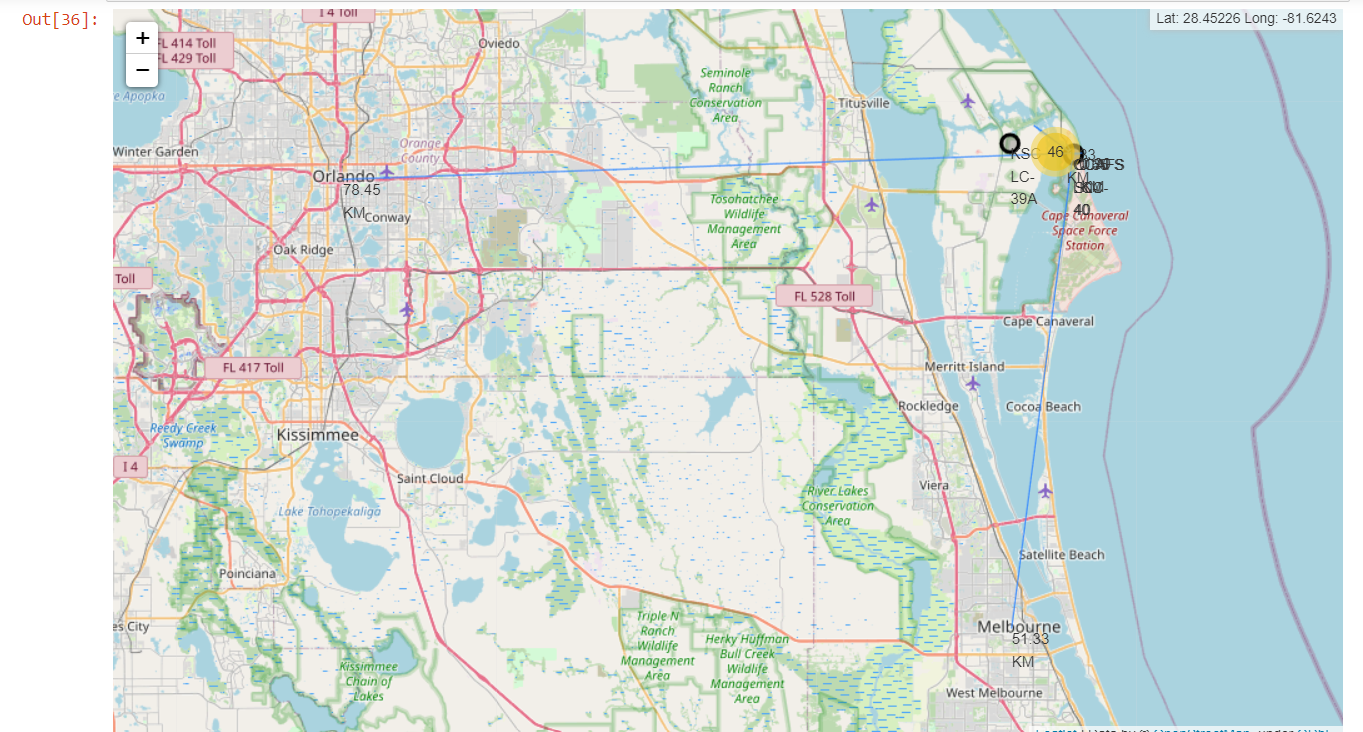 Out[36]:
I 4 Toll
Lat: 28.45226 Long: -81.6243
+
FL 414 Toll
FL 429 Toll
−
Oviedo
Seminole
Ranch
Conservation
Area
Titusville
e Apopka
Winter Garden
Orange
County
Orlando
78.45
KM
Conway
KSC
LC-
39A
46
KM
40
Tosohatchee
Wildlife
Management
Area
Cape Canaveral
Space Force
Station
Oak Ridge
Toll
FL 528 Toll
Cape Canaveral
FL 417 Toll
Merritt Island
Rockledge
Cocoa Beach
Reedy Creek
Swamp
Kissimmee
I 4
Saint Cloud
Viera
River Lakes
Conservation
Area
Lake Tohopekaliga
Satellite Beach
Poinciana
es City
Triple N
Ranch
Wildlife
Management
Area
Herky Huffman
Bull Creek
Wildlife
Management
Area
Melbourne
51.33
KM
Kissimmee
Chain of
Lakes
West Melbourne